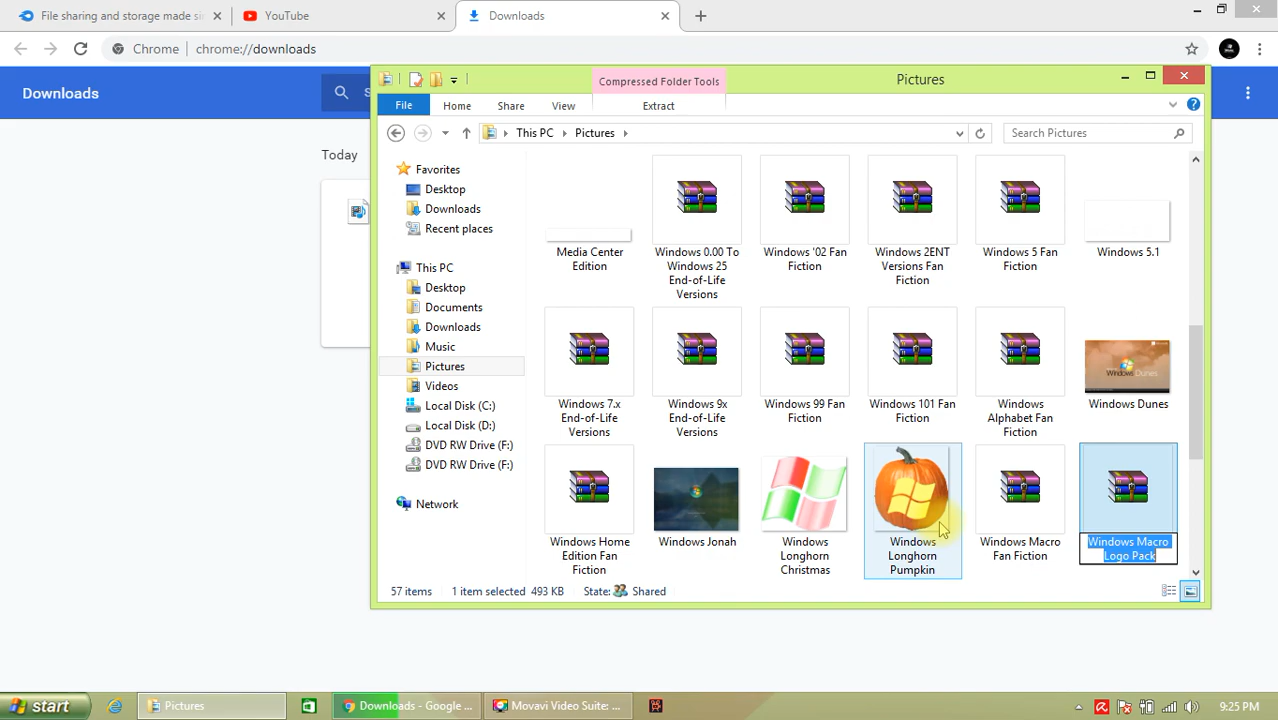 File sharing and storage made si
YouTube
Downloads
Chrome
chrome://downloads
Downloads
S
Today
Compressed Folder Tools
Pictures
File
Home
Share
View
Extract
This PC
Pictures
Search Pictures
Favorites
Desktop
Downloads
Recent places
This PC
Desktop
Documents
Downloads
Music
Pictures
Videos
Local Disk (C:)
Local Disk (D:)
DVD RW Drive (F:)
DVD RW Drive (F:)
Network
Media Center
Edition
Windows 0.00 To
Windows 25
End-of-Life
Versions
Windows '02 Fan
Fiction
Windows 2ENT
Versions Fan
Fiction
Windows 5 Fan
Fiction
Windows 5.1
Windows 7.x
End-of-Life
Versions
Windows 9x
End-of-Life
Versions
Windows 99 Fan
Fiction
Windows 101 Fan
Fiction
Windows
Alphabet Fan
Fiction
Windows Dunes
Windows Dunes
Windows Home
Edition Fan
Fiction
Windows Jonah
Windows
Longhorn
Christmas
Windows
Longhorn
Pumpkin
Windows Macro
Fan Fiction
Windows Macro
Logo Pack
57 items
1 item selected 493 KB
State:
Shared
start
Pictures
Downloads - Google ...
Movavi Video Suite: ...
9:25 PM